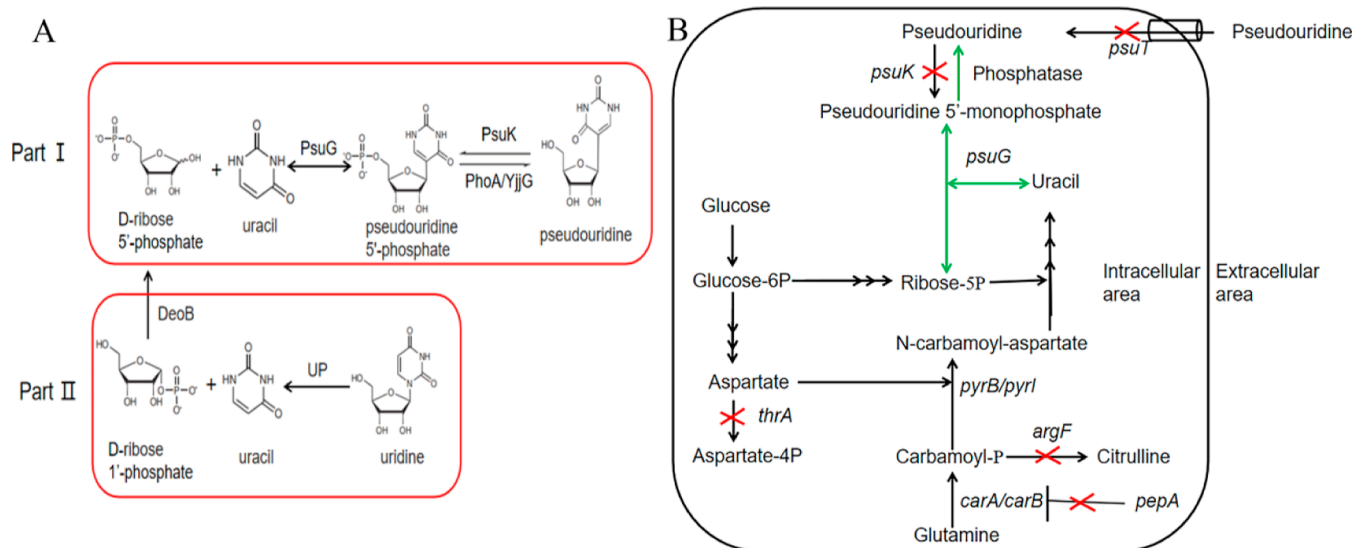 A
Part I
D-ribose
5'-phosphate
+
uracil
PsuG
pseudouridine
5'-phosphate
PsuK
PhoA/YjjG
pseudouridine
DeoB
Part II
D-ribose
1'-phosphate
+
uracil
UP
uridine
B
Pseudouridine
psuT
Pseudouridine
psuK
Phosphatase
Pseudouridine 5'-monophosphate
psuG
Uracil
Glucose
Glucose-6P
Ribose-5P
Intracellular
area
Extracellular
area
N-carbamoyl-aspartate
Aspartate
pyrB/pyrI
thrA
argF
Aspartate-4P
Carbamoyl-P
Citrulline
carA/carB
pepA
Glutamine